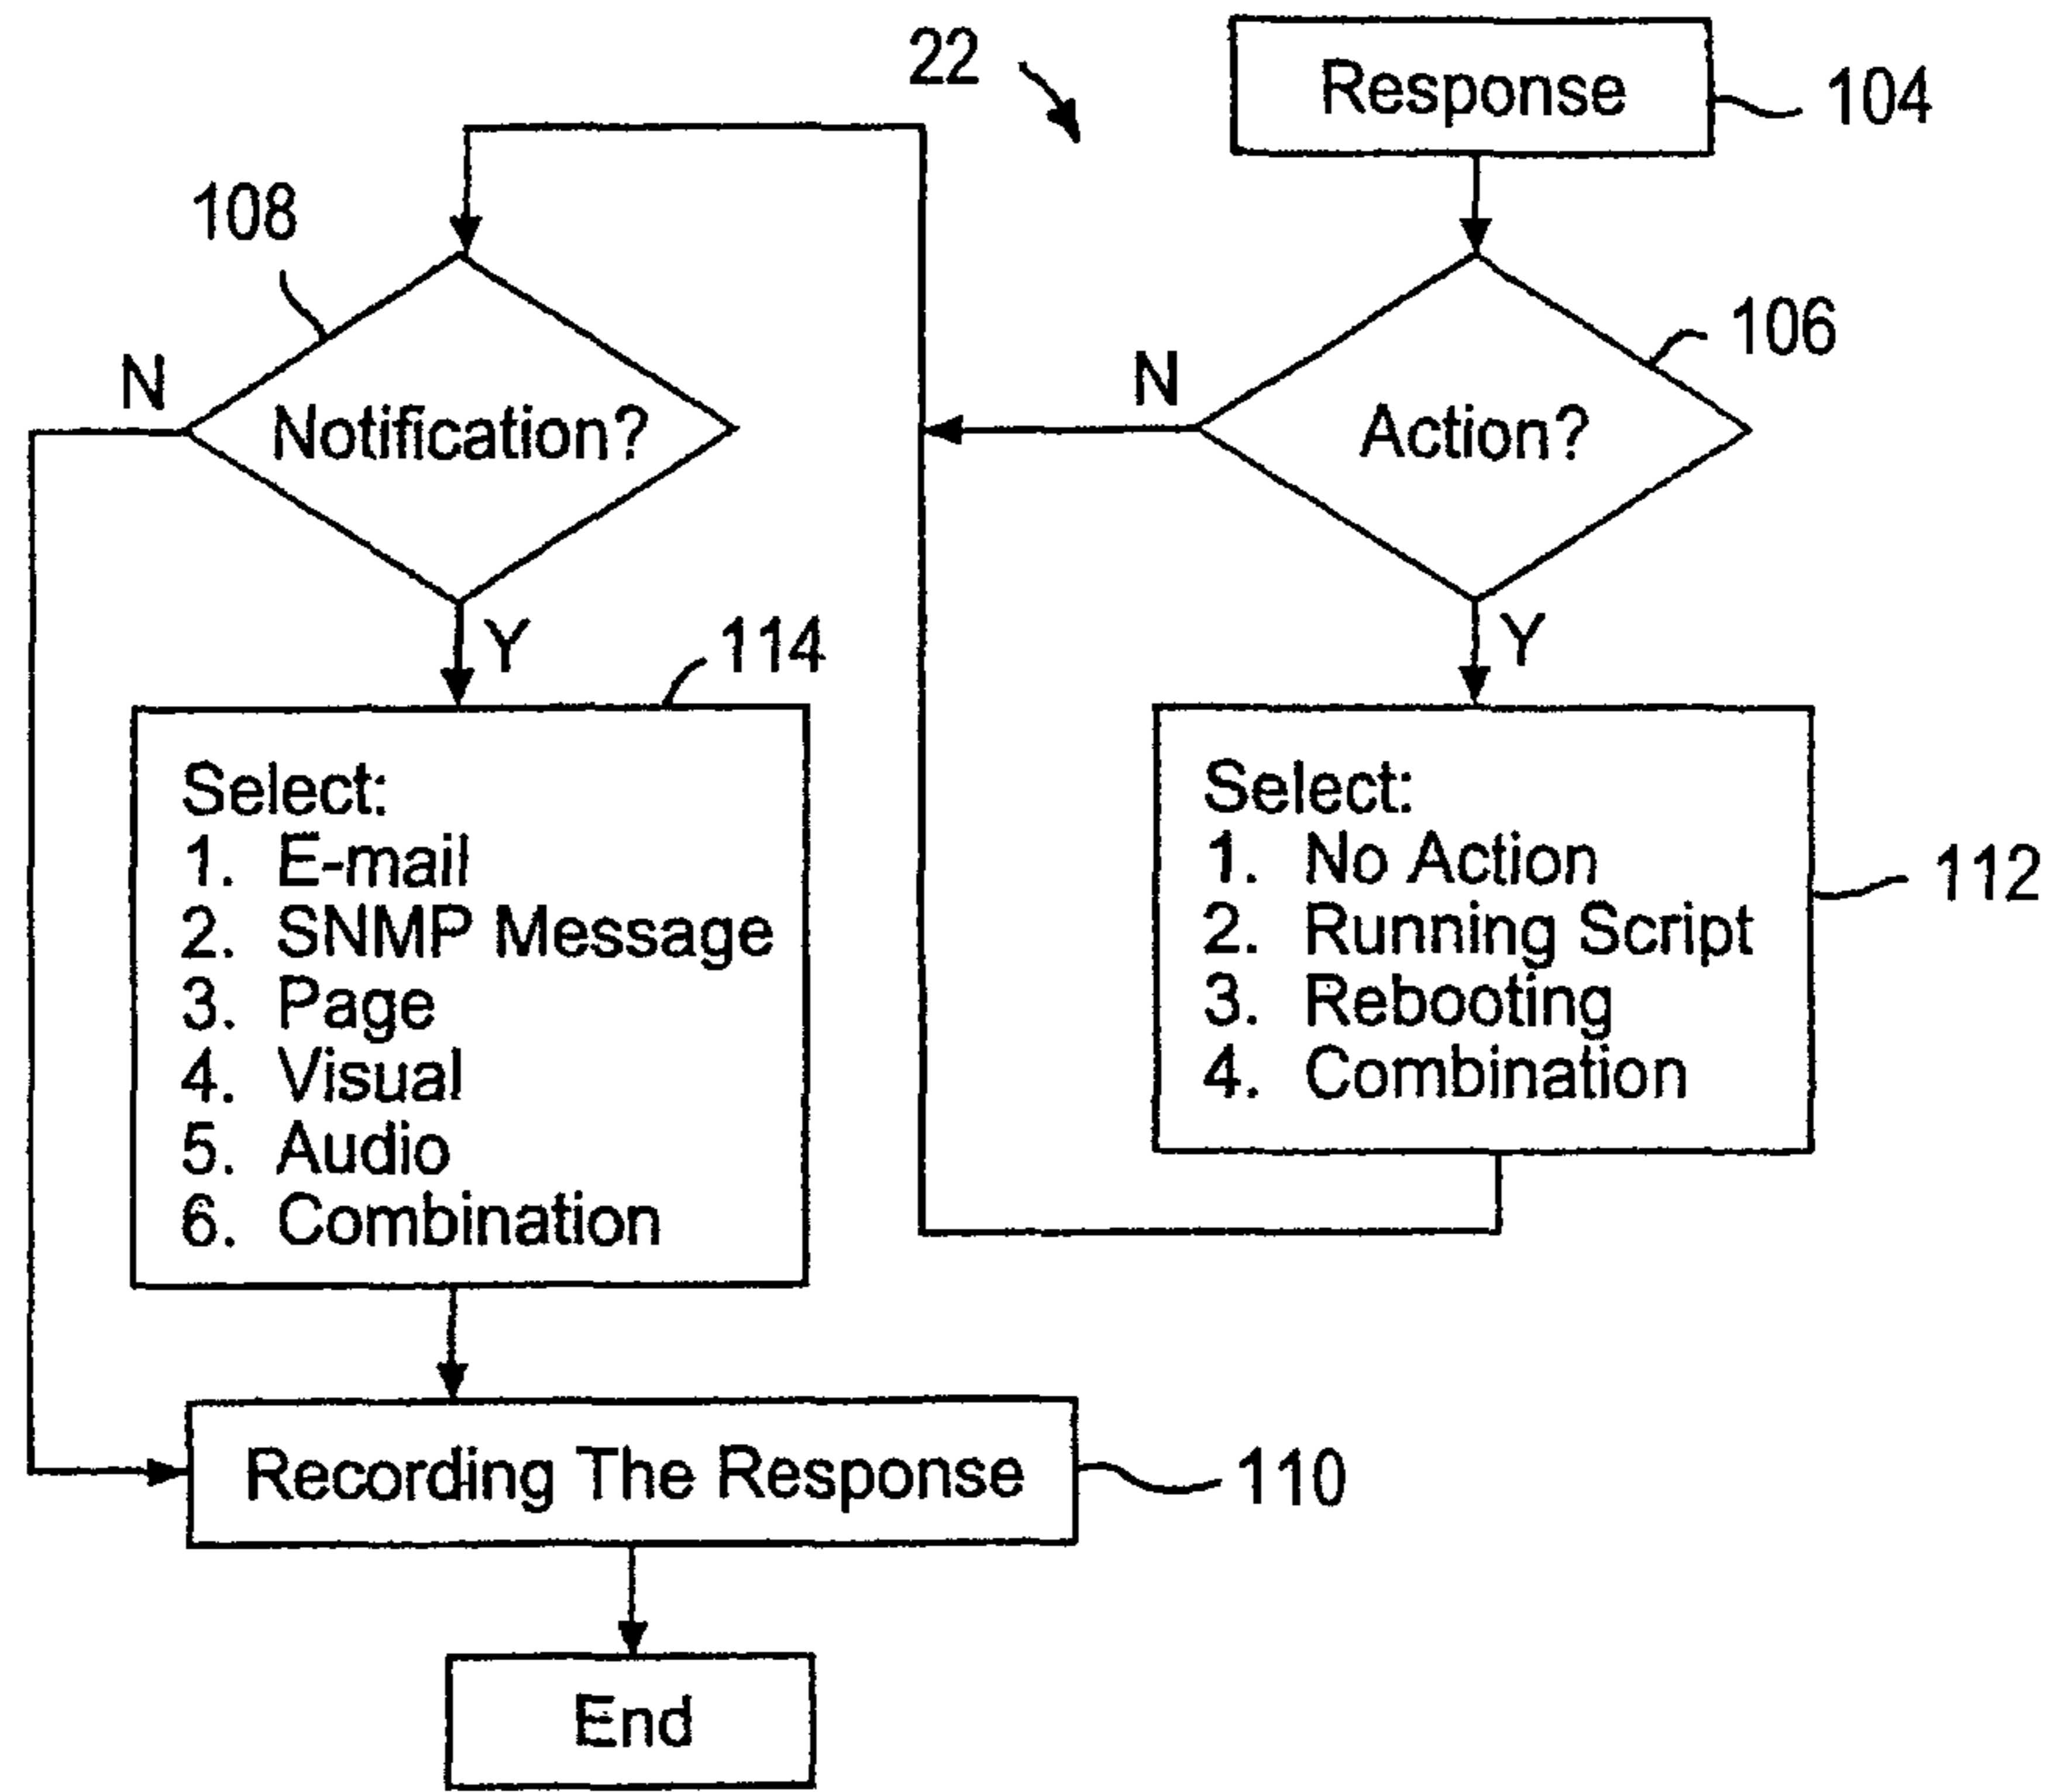 22
Response
104
108
106
N
Notification?
N
Action?
Y
114
Y
Select:
1. E-mail
2. SNMP Message
3. Page
4. Visual
5. Audio
6. Combination
Select:
1. No Action
2. Running Script
3. Rebooting
4. Combination
112
Recording The Response
110
End